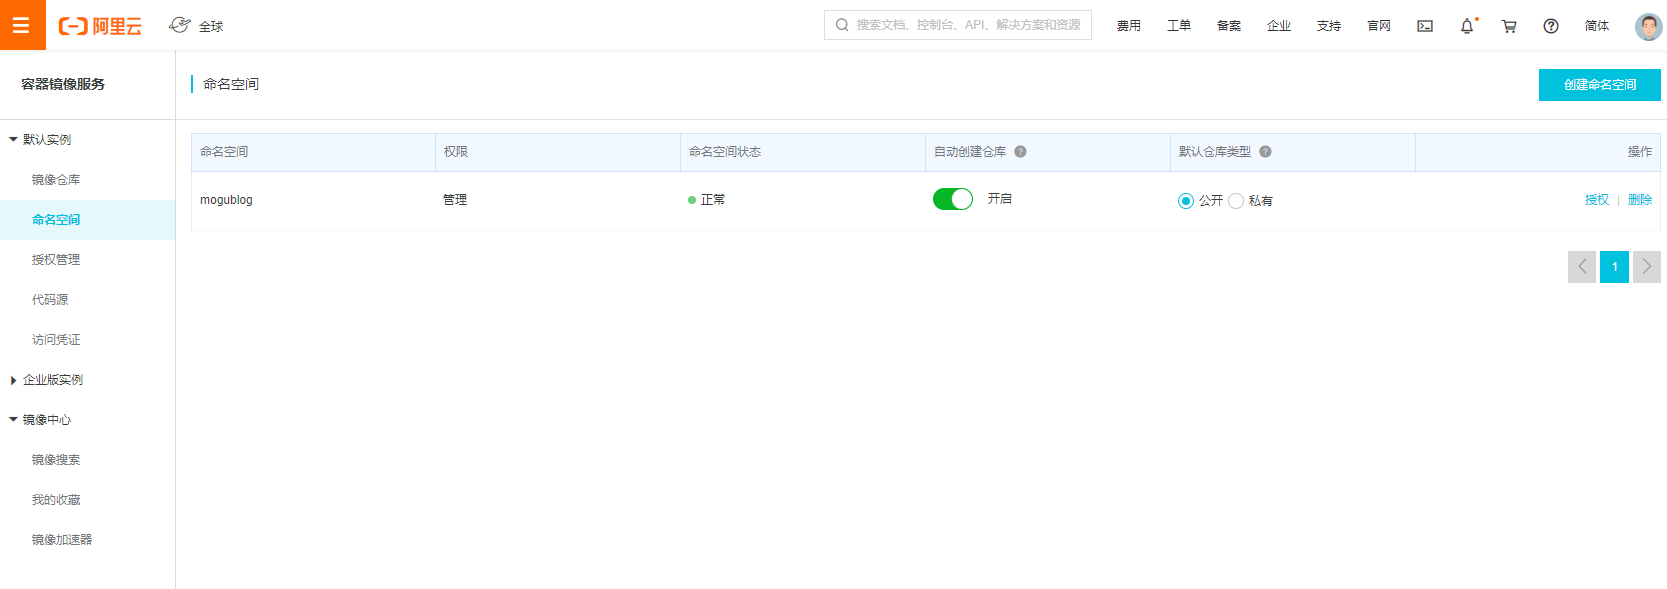 阿里云 全球 搜索文档、控制台、API、解决方案和资源 费用 工单 备案 企业 支持 官网 简体
容器镜像服务
默认实例
镜像仓库
命名空间
授权管理
代码源
访问凭证
企业版实例
镜像中心
镜像搜索
我的收藏
镜像加速器
命名空间 创建命名空间
命名空间 权限 命名空间状态 自动创建仓库 默认仓库类型 操作
mogublog 管理 正常 开启 公开 私有 授权 | 删除
1